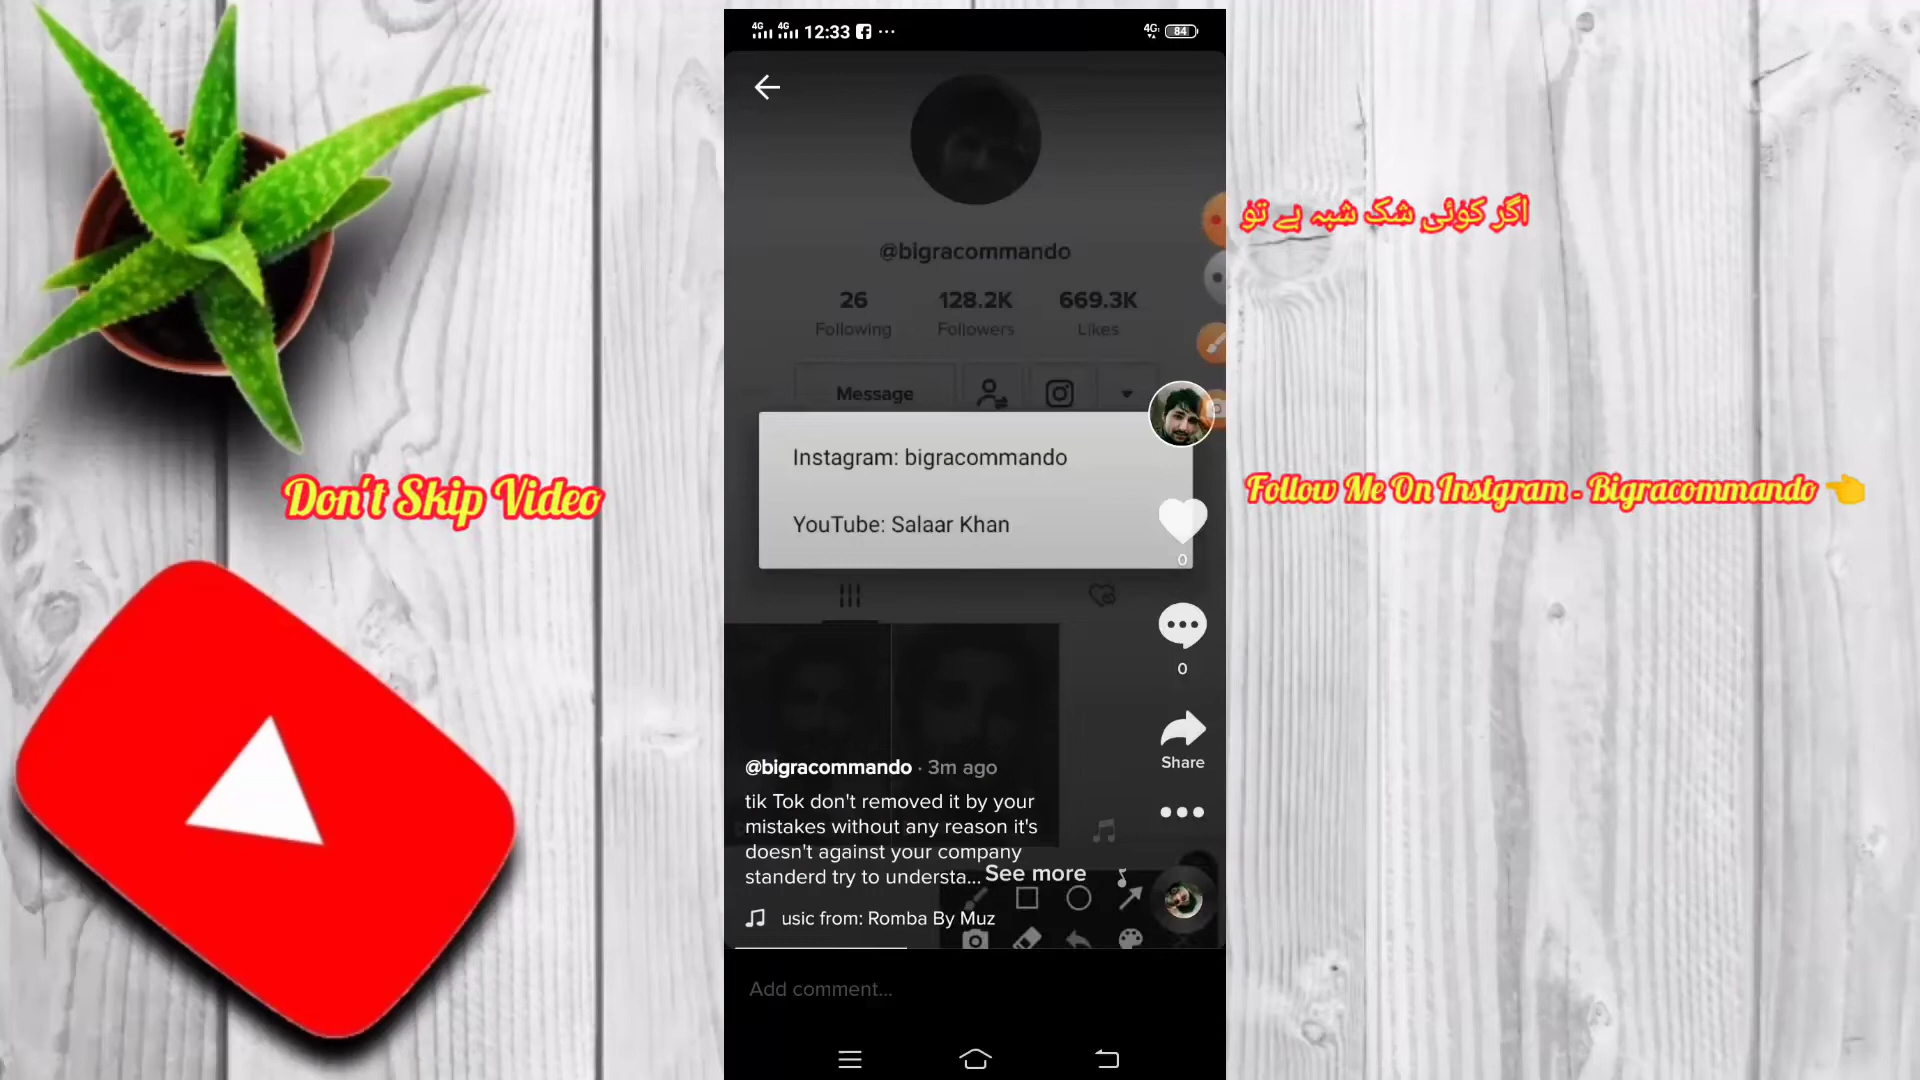 4G 4G 12:33
4G 84
@bigracommando
26 128.2K 669.3K
Following Followers Likes
Message
Instagram: bigracommando
YouTube: Salaar Khan
0
0
Share
@bigracommando · 3m ago
tik Tok don't removed it by your
mistakes without any reason it's
doesn't against your company
standerd try to understa... See more
usic from: Romba By Muz
Add comment...
Don't Skip Video
اگر کوئی شک شبہ ہے تو
Follow Me On Instgram - Bigracommando